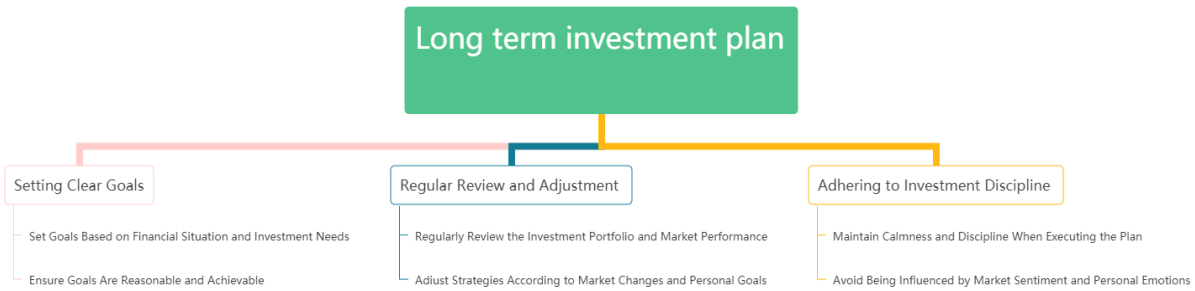 Long term investment plan
Setting Clear Goals
Set Goals Based on Financial Situation and Investment Needs
Ensure Goals Are Reasonable and Achievable
Regular Review and Adjustment
Regularly Review the Investment Portfolio and Market Performance
Adjust Strategies According to Market Changes and Personal Goals
Adhering to Investment Discipline
Maintain Calmness and Discipline When Executing the Plan
Avoid Being Influenced by Market Sentiment and Personal Emotions